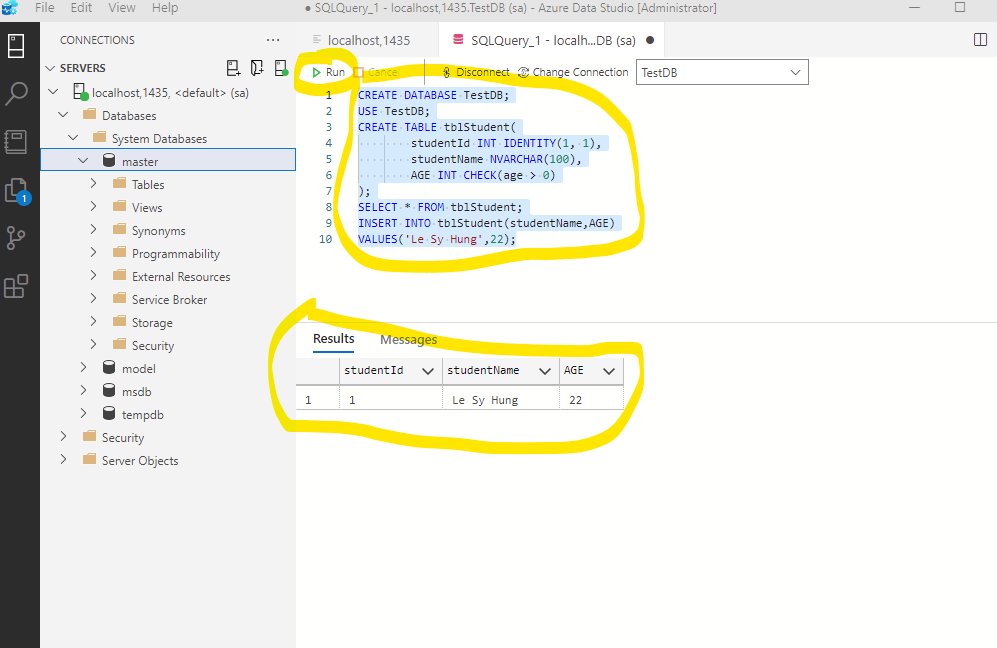 File Edit View Help
● SQLQuery_1 - localhost,1435.TestDB (sa) - Azure Data Studio [Administrator]
CONNECTIONS
localhost,1435
SQLQuery_1 - localh...DB (sa) ●
SERVERS
Run Cancel Disconnect Change Connection TestDB
localhost,1435, <default> (sa)
Databases
System Databases
master
Tables
Views
Synonyms
Programmability
External Resources
Service Broker
Storage
Security
model
msdb
tempdb
Security
Server Objects
1
1 CREATE DATABASE TestDB;
2 USE TestDB;
3 CREATE TABLE tblStudent(
4 studentId INT IDENTITY(1, 1),
5 studentName NVARCHAR(100),
6 AGE INT CHECK(age > 0)
7 );
8 SELECT * FROM tblStudent;
9 INSERT INTO tblStudent(studentName,AGE)
10 VALUES('Le Sy Hung',22);
Results Messages
studentId studentName AGE
1 1 Le Sy Hung 22